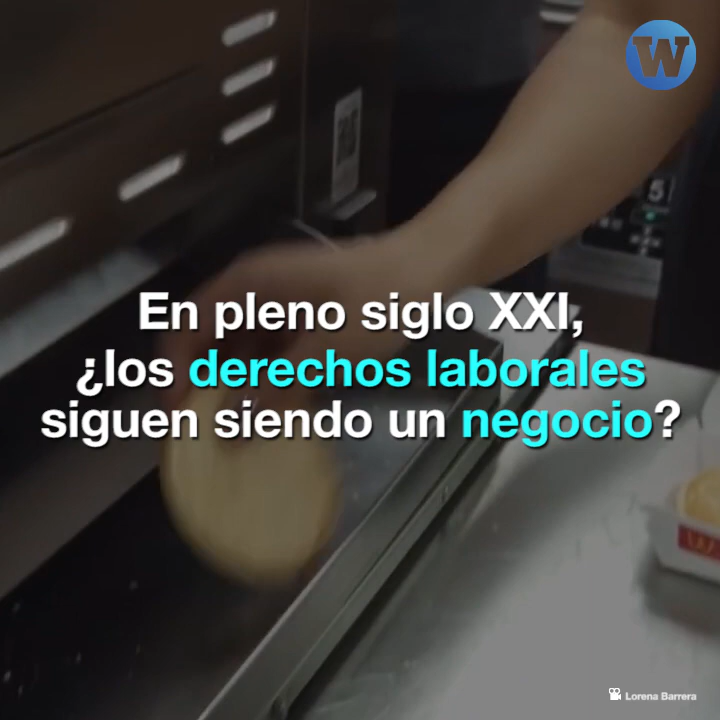 W
En pleno siglo XXI,
¿los derechos laborales
siguen siendo un negocio?
Lorena Barrera